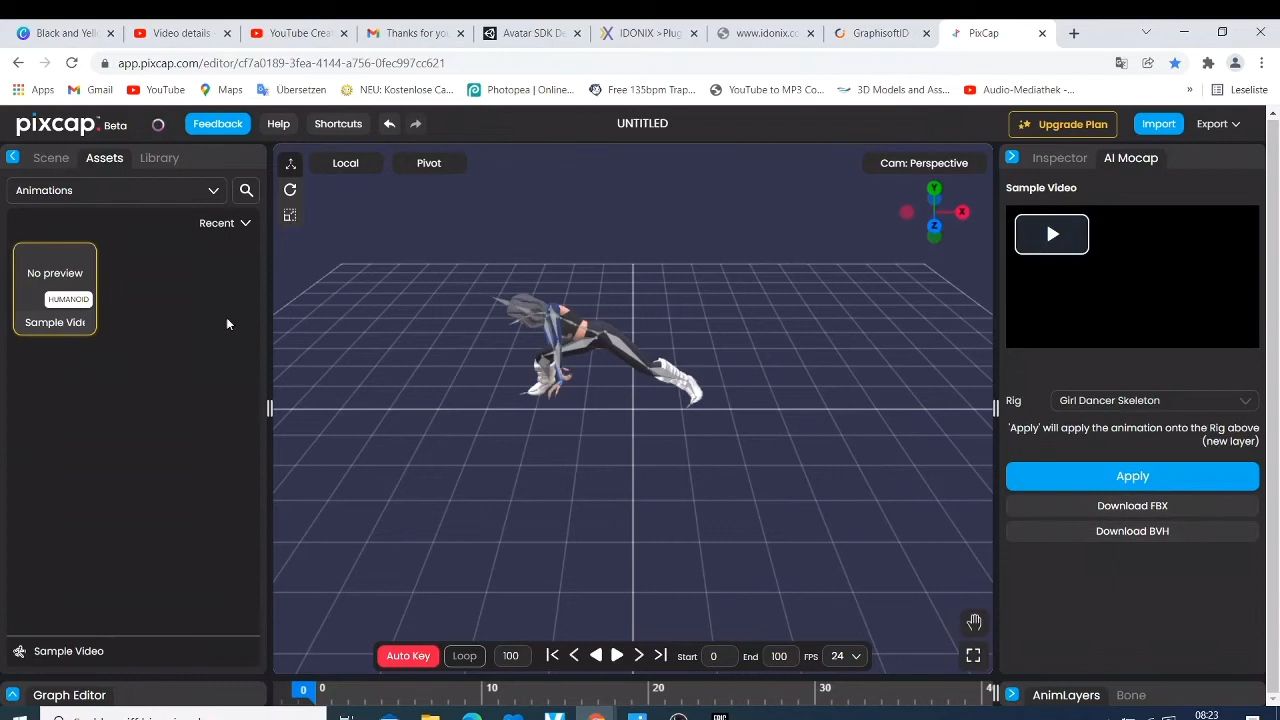 Black and Yell
Video details
YouTube Crea
Thanks for you
Avatar SDK De
IDONIX >Plug
www.idonix.co
GraphisoftID
PixCap
app.pixcap.com/editor/cf7a0189-3fea-4144-a756-0fec997cc621
Apps
Gmail
YouTube
Maps
Übersetzen
NEU: Kostenlose Ca...
Photopea | Online...
Free 135bpm Trap...
YouTube to MP3 Co...
3D Models and Ass...
Audio-Mediathek -...
»
Leseliste
pixcap. Beta
Feedback
Help
Shortcuts
UNTITLED
Upgrade Plan
Import
Export
Scene
Assets
Library
Local
Pivot
Cam: Perspective
Inspector
AI Mocap
Animations
Sample Video
Recent
Y
X
Z
No preview
HUMANOID
Sample Vide
Rig
Girl Dancer Skeleton
'Apply' will apply the animation onto the Rig above
(new layer)
Apply
Download FBX
Download BVH
Sample Video
Auto Key
Loop
100
Start
0
End
100
FPS
24
Graph Editor
0
0
10
20
30
4
AnimLayers
Bone
08:23